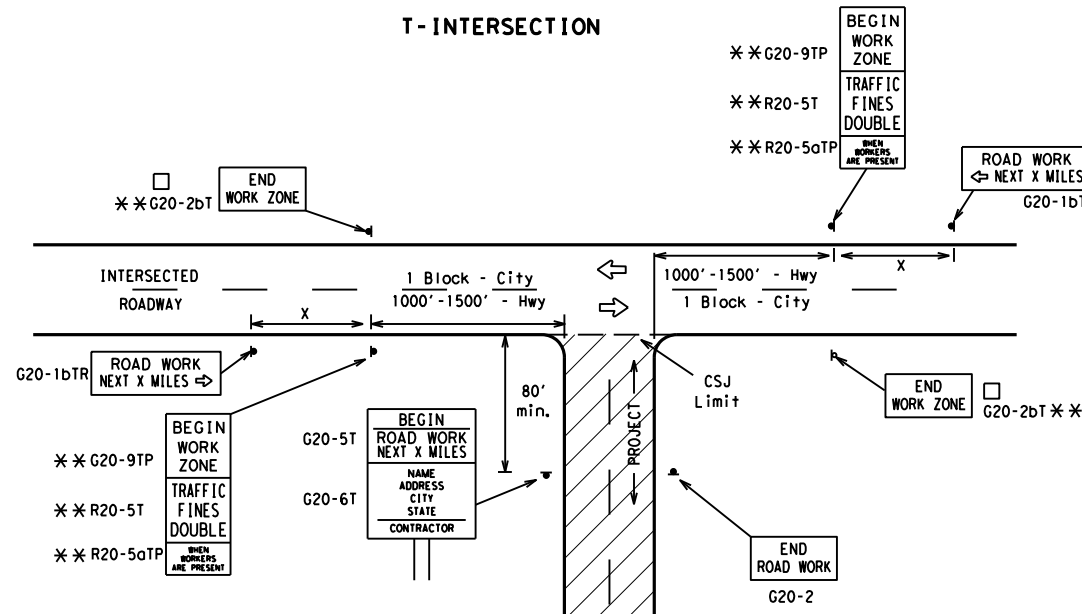 T-INTERSECTION
BEGIN
WORK
ZONE
TRAFFIC
FINES
DOUBLE
WHEN
WORKERS
ARE PRESENT
**G20-9TP
**R20-5T
**R20-5aTP
ROAD WORK
⇦ NEXT X MILES
G20-1bT
□
**G20-2bT
END
WORK ZONE
INTERSECTED
ROADWAY
X
1 Block - City
1000'-1500' - Hwy
1000'-1500' - Hwy
1 Block - City
X
G20-1bTR
ROAD WORK
NEXT X MILES ⇨
80'
min.
PROJECT
CSJ
Limit
END
WORK ZONE
□
G20-2bT**
**G20-9TP
**R20-5T
**R20-5aTP
BEGIN
WORK
ZONE
TRAFFIC
FINES
DOUBLE
WHEN
WORKERS
ARE PRESENT
G20-5T
G20-6T
BEGIN
ROAD WORK
NEXT X MILES
NAME
ADDRESS
CITY
STATE
CONTRACTOR
END
ROAD WORK
G20-2